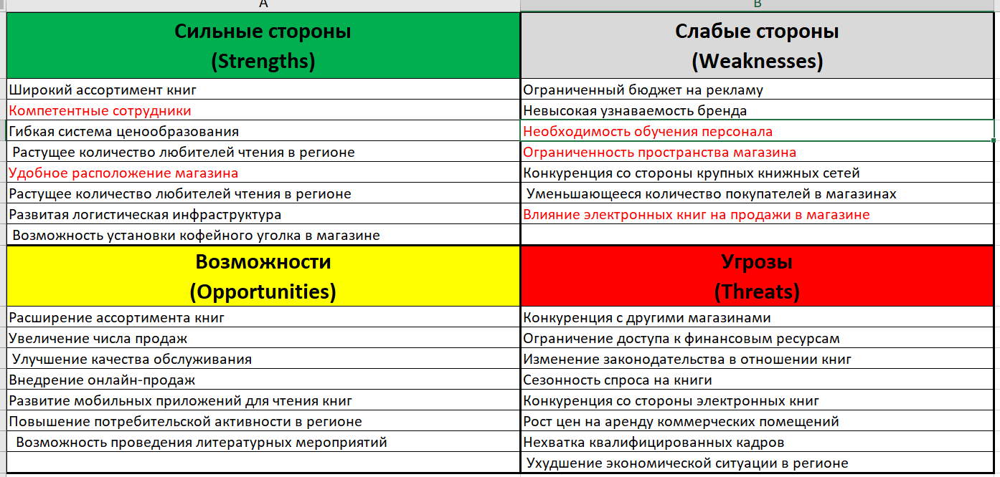 A
B
Сильные стороны
(Strengths)
Слабые стороны
(Weaknesses)
Широкий ассортимент книг
Ограниченный бюджет на рекламу
Компетентные сотрудники
Невысокая узнаваемость бренда
Гибкая система ценообразования
Необходимость обучения персонала
Растущее количество любителей чтения в регионе
Ограниченность пространства магазина
Удобное расположение магазина
Конкуренция со стороны крупных книжных сетей
Растущее количество любителей чтения в регионе
Уменьшающееся количество покупателей в магазинах
Развитая логистическая инфраструктура
Влияние электронных книг на продажи в магазине
Возможность установки кофейного уголка в магазине
Возможности
(Opportunities)
Угрозы
(Threats)
Расширение ассортимента книг
Конкуренция с другими магазинами
Увеличение числа продаж
Ограничение доступа к финансовым ресурсам
Улучшение качества обслуживания
Изменение законодательства в отношении книг
Внедрение онлайн-продаж
Сезонность спроса на книги
Развитие мобильных приложений для чтения книг
Конкуренция со стороны электронных книг
Повышение потребительской активности в регионе
Рост цен на аренду коммерческих помещений
Возможность проведения литературных мероприятий
Нехватка квалифицированных кадров
Ухудшение экономической ситуации в регионе